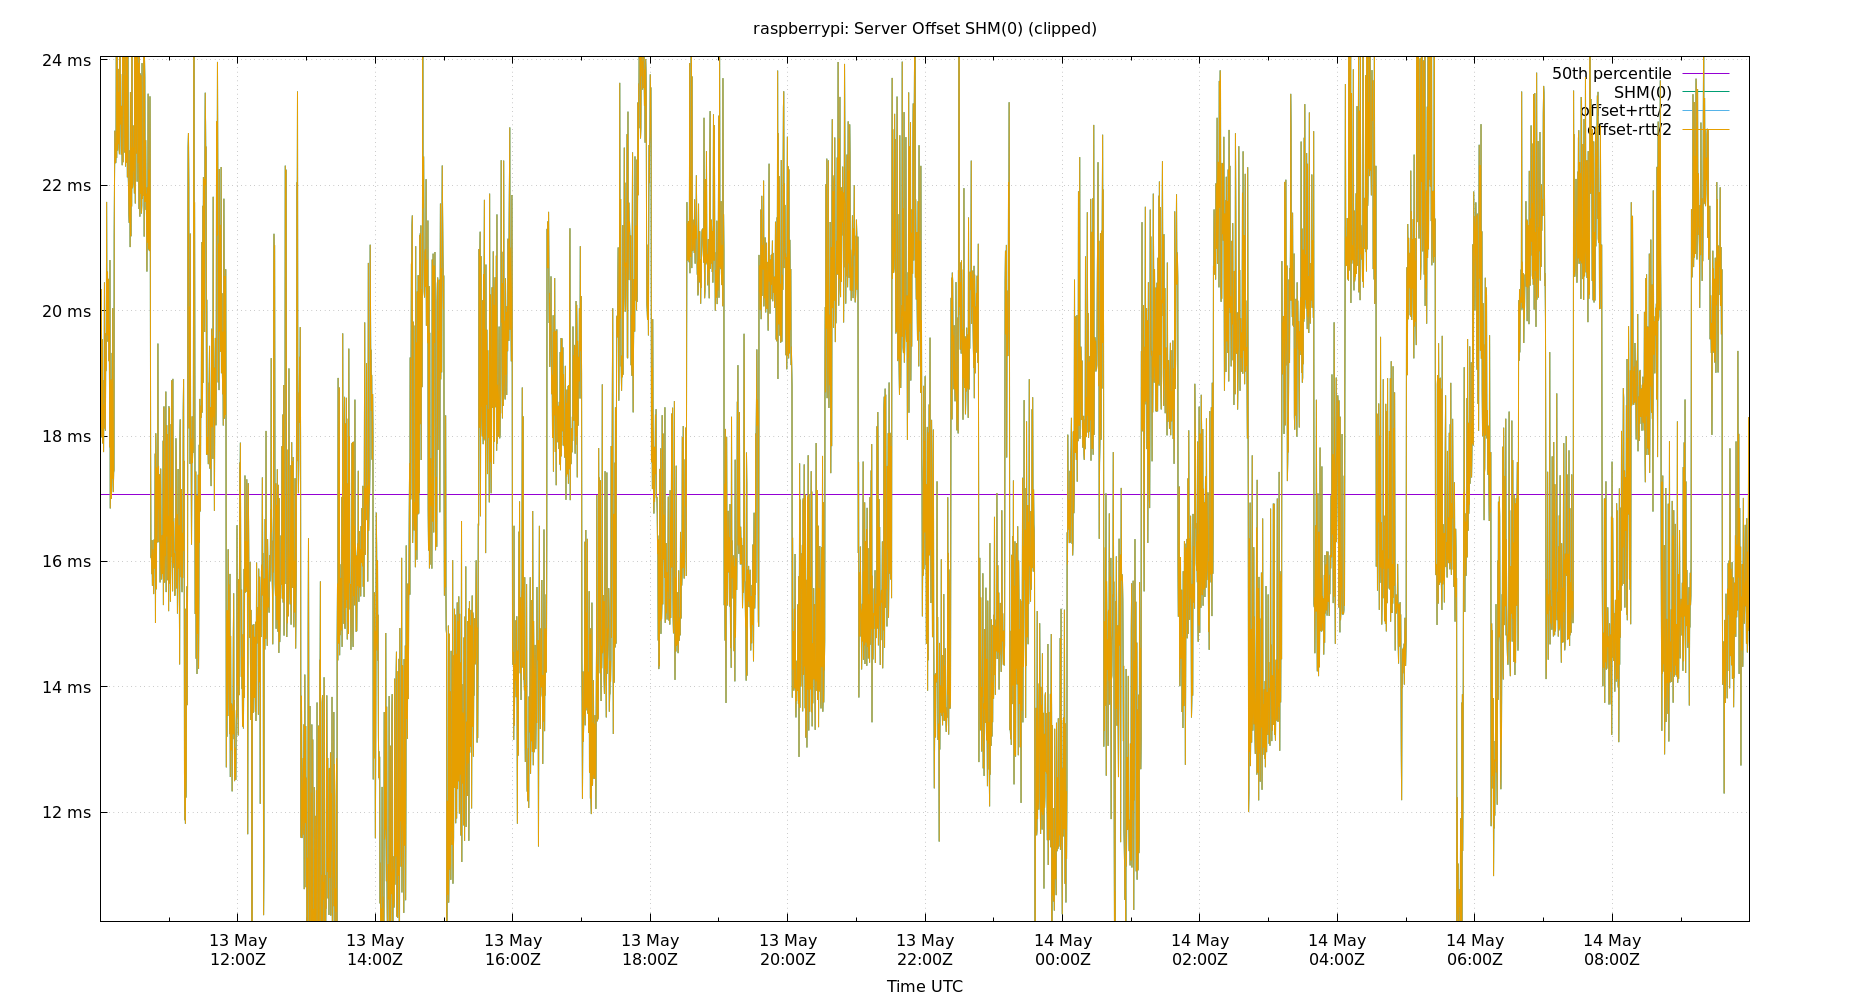 raspberrypi: Server Offset SHM(0) (clipped)
24 ms
22 ms
20 ms
18 ms
16 ms
14 ms
12 ms
50th percentile
SHM(0)
offset+rtt/2
offset-rtt/2
13 May 13 May 13 May 13 May 13 May 13 May 14 May 14 May 14 May 14 May 14 May
12:00Z 14:00Z 16:00Z 18:00Z 20:00Z 22:00Z 00:00Z 02:00Z 04:00Z 06:00Z 08:00Z
Time UTC